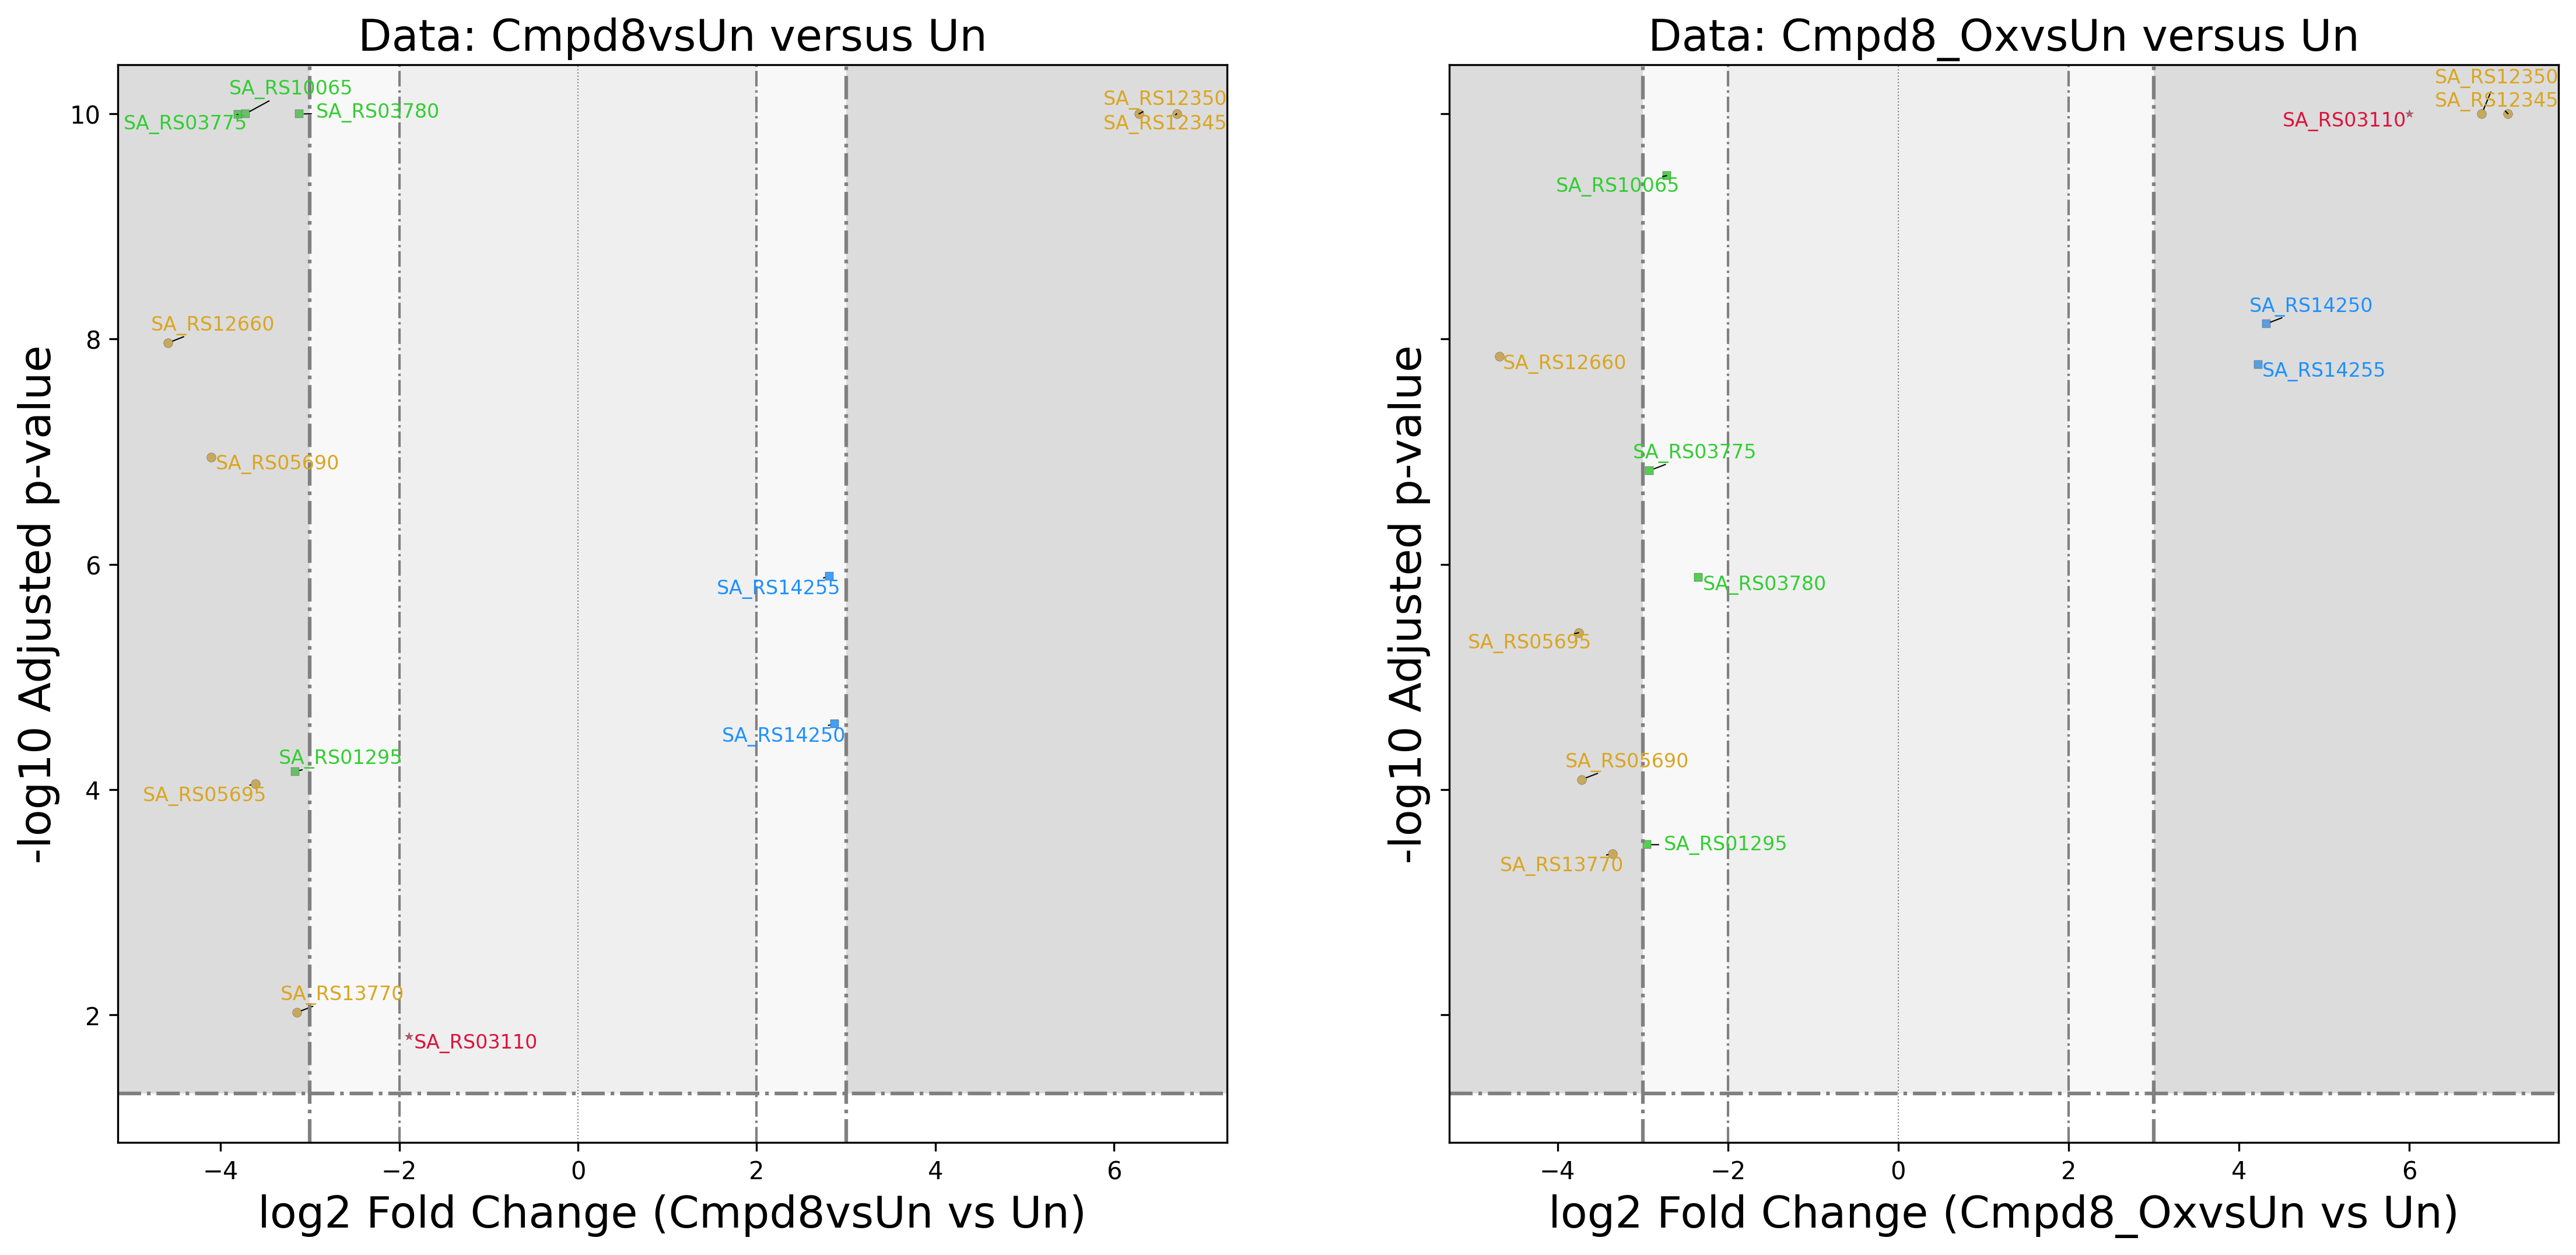 Data: Cmpd8vsUn versus Un
-log10 Adjusted p-value
10
8
6
4
2
SA_RS10065
SA_RS03775
SA_RS03780
SA_RS12350
SA_RS12345
SA_RS12660
SA_RS05690
SA_RS14255
SA_RS14250
SA_RS01295
SA_RS05695
SA_RS13770
SA_RS03110
−4
−2
0
2
4
6
log2 Fold Change (Cmpd8vsUn vs Un)
Data: Cmpd8_OxvsUn versus Un
-log10 Adjusted p-value
SA_RS12350
SA_RS12345
SA_RS03110
SA_RS10065
SA_RS14250
SA_RS12660
SA_RS14255
SA_RS03775
SA_RS03780
SA_RS05695
SA_RS05690
SA_RS01295
SA_RS13770
−4
−2
0
2
4
6
log2 Fold Change (Cmpd8_OxvsUn vs Un)